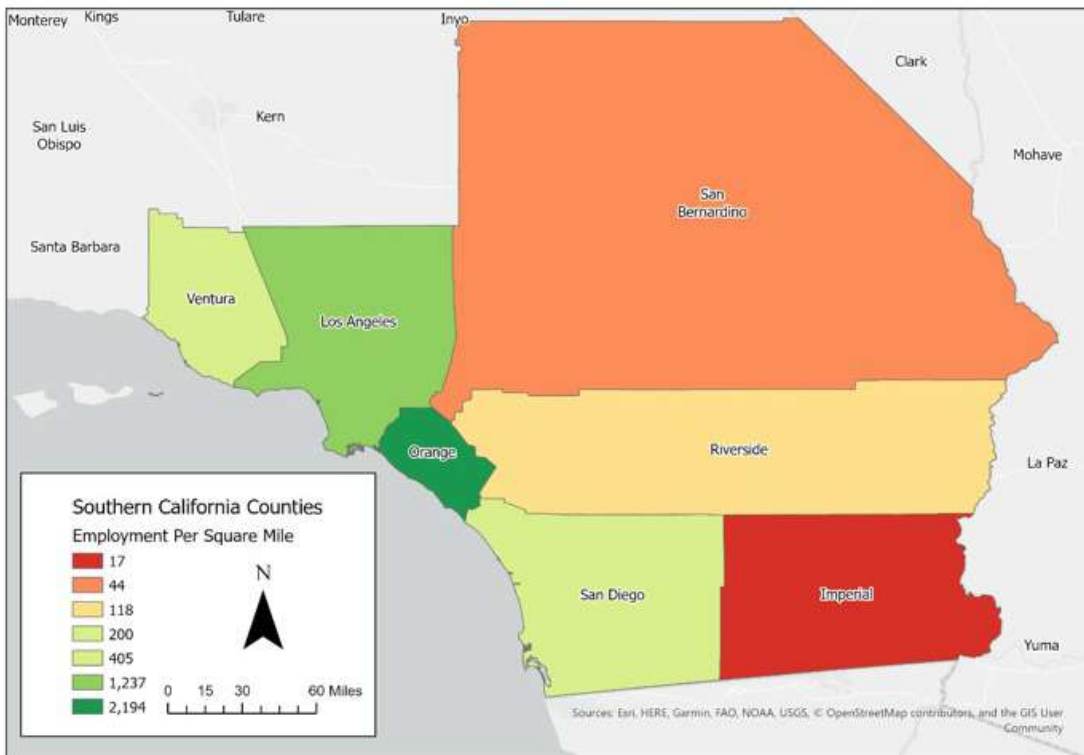 Monterey
Kings
Tulare
Inyo
Clark
Kern
San Luis
Obispo
Mohave
San
Bernardino
Santa Barbara
Ventura
Los Angeles
Orange
Riverside
La Paz
Southern California Counties
Employment Per Square Mile
17
44
118
200
405
1,237
2,194
N
0 15 30 60 Miles
San Diego
Imperial
Yuma
Sources: Esri, HERE, Garmin, FAO, NOAA, USGS, © OpenStreetMap contributors, and the GIS User
Community